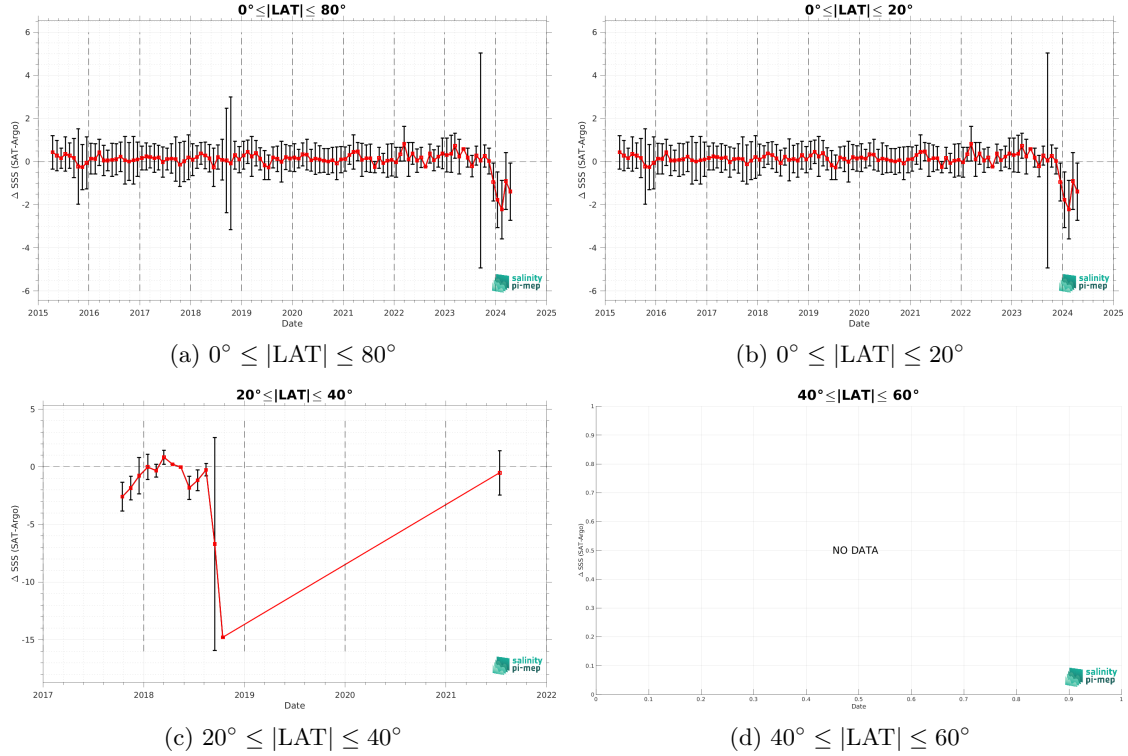 0°≤|LAT|≤ 80°
Δ SSS (SAT-Argo)
6
4
2
0
-2
-4
-6
2015 2016 2017 2018 2019 2020 2021 2022 2023 2024 2025
Date
salinity
pi-mep
(a) 0° ≤ |LAT| ≤ 80°
0°≤|LAT|≤ 20°
Δ SSS (SAT-Argo)
6
4
2
0
-2
-4
-6
2015 2016 2017 2018 2019 2020 2021 2022 2023 2024 2025
Date
salinity
pi-mep
(b) 0° ≤ |LAT| ≤ 20°
20°≤|LAT|≤ 40°
Δ SSS (SAT-Argo)
5
0
-5
-10
-15
2017 2018 2019 2020 2021 2022
Date
salinity
pi-mep
(c) 20° ≤ |LAT| ≤ 40°
40°≤|LAT|≤ 60°
Δ SSS (SAT-Argo)
1
0.9
0.8
0.7
0.6
0.5
0.4
0.3
0.2
0.1
0
NO DATA
0 0.1 0.2 0.3 0.4 0.5 0.6 0.7 0.8 0.9 1
Date
salinity
pi-mep
(d) 40° ≤ |LAT| ≤ 60°